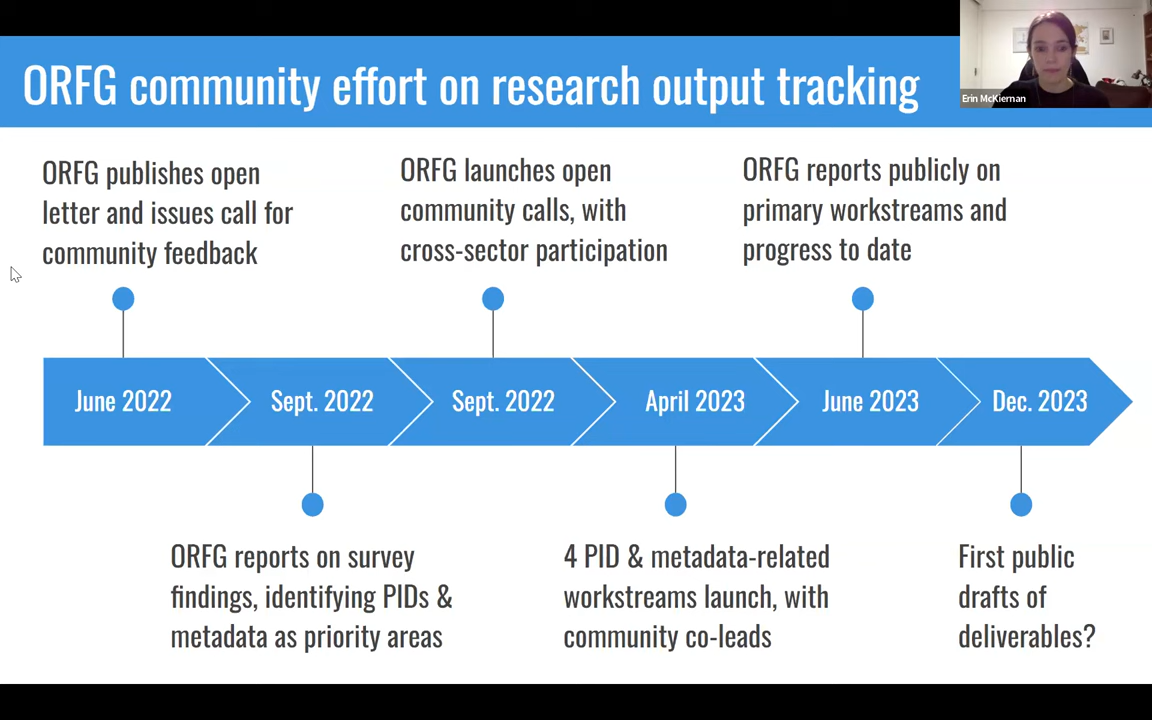 ORFG community effort on research output tracking
Erin McKiernan
ORFG publishes open
letter and issues call for
community feedback
ORFG launches open
community calls, with
cross-sector participation
ORFG reports publicly on
primary workstreams and
progress to date
June 2022
Sept. 2022
Sept. 2022
April 2023
June 2023
Dec. 2023
ORFG reports on survey
findings, identifying PIDs &
metadata as priority areas
4 PID & metadata-related
workstreams launch, with
community co-leads
First public
drafts of
deliverables?